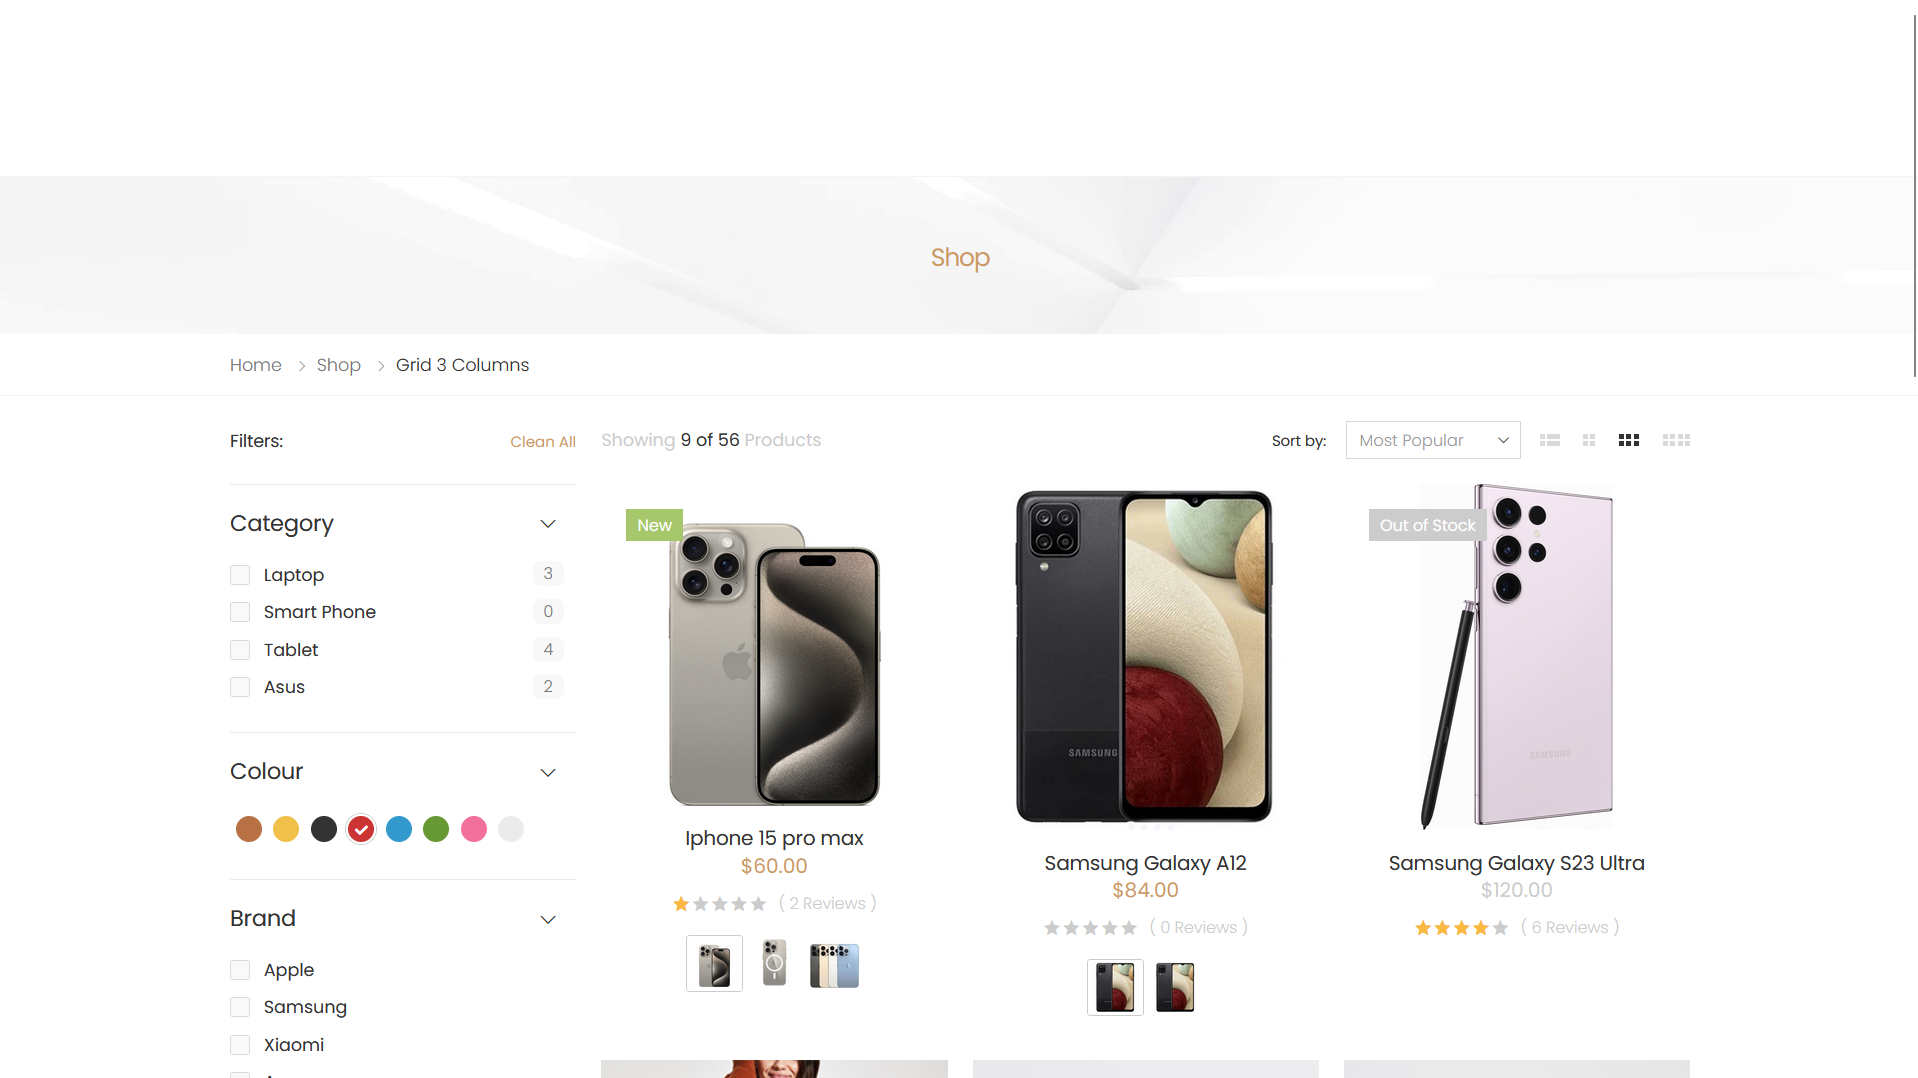 Shop
Home > Shop > Grid 3 Columns
Filters:
Clean All
Showing 9 of 56 Products
Sort by:
Most Popular
Category
Laptop 3
Smart Phone 0
Tablet 4
Asus 2
Colour
Brand
Apple
Samsung
Xiaomi
New
Iphone 15 pro max
$60.00
( 2 Reviews )
SAMSUNG
Samsung Galaxy A12
$84.00
( 0 Reviews )
Out of Stock
SAMSUNG
Samsung Galaxy S23 Ultra
$120.00
( 6 Reviews )